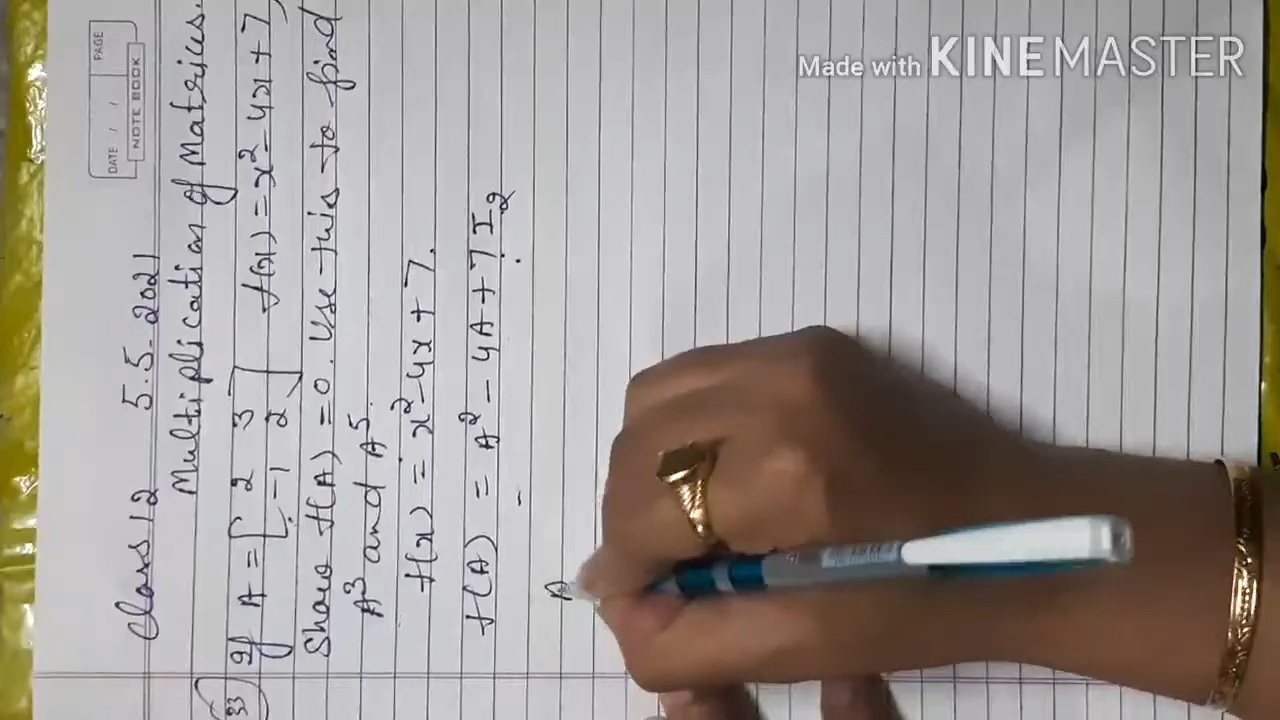 Made with KINEMASTER
PAGE
DATE / /
NOTE BOOK
Class 12 5.5.2021
Multiplication of Matrices.
33) If A = [ 2 3 f(x) = x² - 4x + 7,
-1 2 ]
Show f(A) = 0. Use this to find
A³ and A⁵.
f(x) = x² - 4x + 7.
f(A) = A² - 4A + 7I₂
A